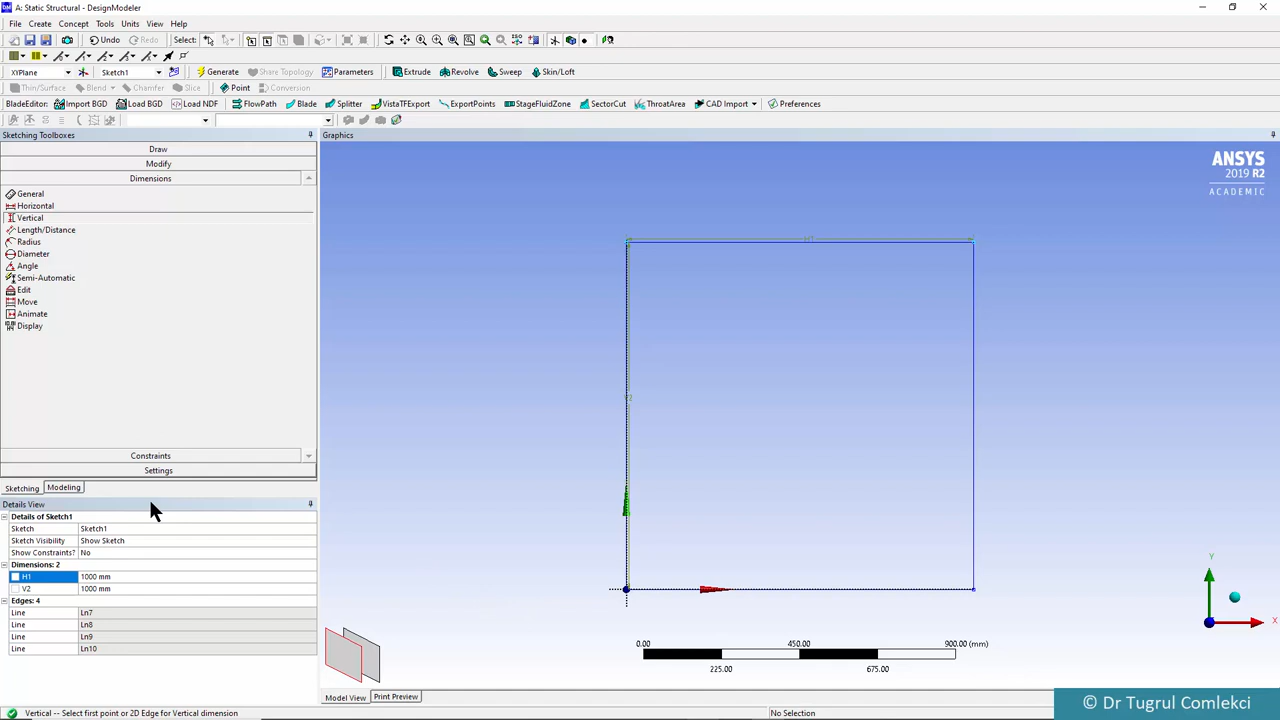 A: Static Structural - DesignModeler
File Create Concept Tools Units View Help
Undo Redo Select:
XYPlane Sketch1 Generate Share Topology Parameters Extrude Revolve Sweep Skin/Loft
Thin/Surface Blend Chamfer Slice Point Conversion
BladeEditor: Import BGD Load BGD Load NDF FlowPath Blade Splitter VistaTFExport ExportPoints StageFluidZone SectorCut ThroatArea CAD Import Preferences
Sketching Toolboxes
Draw
Modify
Dimensions
General
Horizontal
Vertical
Length/Distance
Radius
Diameter
Angle
Semi-Automatic
Edit
Move
Animate
Display
Constraints
Settings
Sketching Modeling
Details View
Details of Sketch1
Sketch Sketch1
Sketch Visibility Show Sketch
Show Constraints? No
Dimensions: 2
H1 1000 mm
V2 1000 mm
Edges: 4
Line Ln7
Line Ln8
Line Ln9
Line Ln10
Graphics
ANSYS
2019 R2
ACADEMIC
H1
V2
Y
X
0.00 450.00 900.00 (mm)
225.00 675.00
Model View Print Preview
Vertical -- Select first point or 2D Edge for Vertical dimension
No Selection
© Dr Tugrul Comlekci